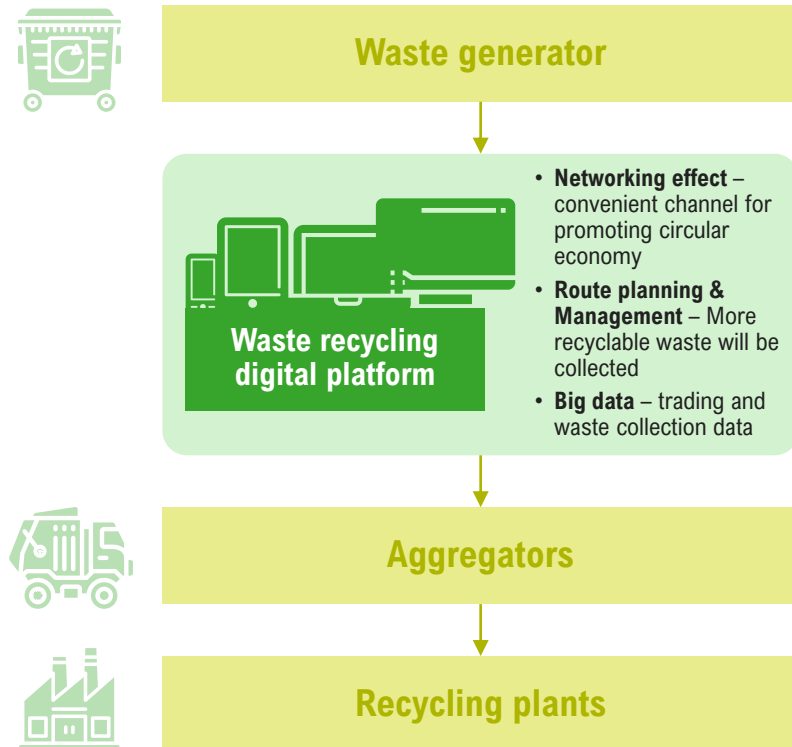 Waste generator
Waste recycling
digital platform
• Networking effect –
convenient channel for
promoting circular
economy
• Route planning &
Management – More
recyclable waste will be
collected
• Big data – trading and
waste collection data
Aggregators
Recycling plants